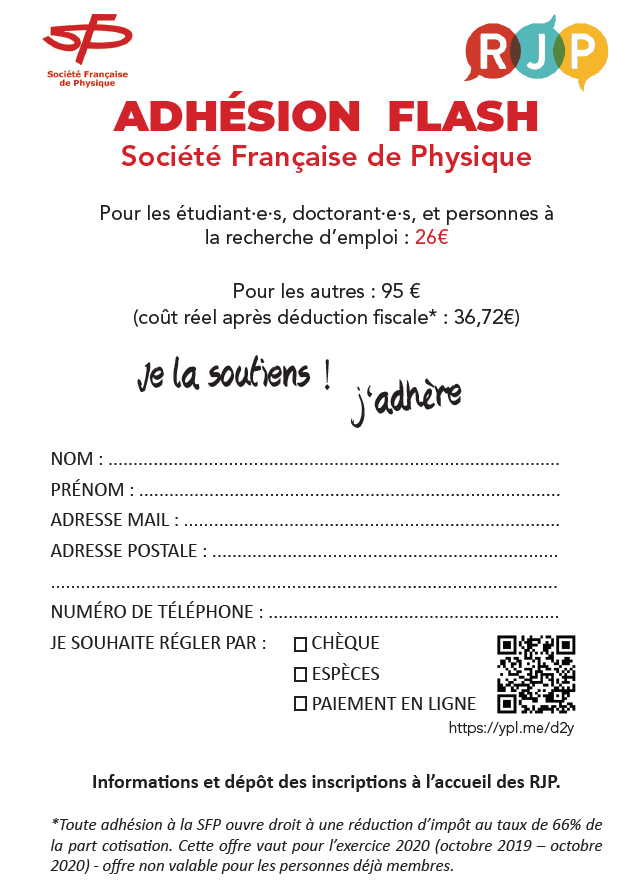 Société Française
de Physique
RJP
ADHÉSION FLASH
Société Française de Physique
Pour les étudiant·e·s, doctorant·e·s, et personnes à
la recherche d'emploi : 26€
Pour les autres : 95 €
(coût réel après déduction fiscale* : 36,72€)
Je la soutiens !
j'adhère
NOM : ..........................................................................................
PRÉNOM : ....................................................................................
ADRESSE MAIL : ...........................................................................
ADRESSE POSTALE : .....................................................................
.....................................................................................................
NUMÉRO DE TÉLÉPHONE : ..........................................................
JE SOUHAITE RÉGLER PAR : ☐ CHÈQUE
☐ ESPÈCES
☐ PAIEMENT EN LIGNE
https://ypl.me/d2y
Informations et dépôt des inscriptions à l'accueil des RJP.
*Toute adhésion à la SFP ouvre droit à une réduction d'impôt au taux de 66% de
la part cotisation. Cette offre vaut pour l'exercice 2020 (octobre 2019 – octobre
2020) - offre non valable pour les personnes déjà membres.